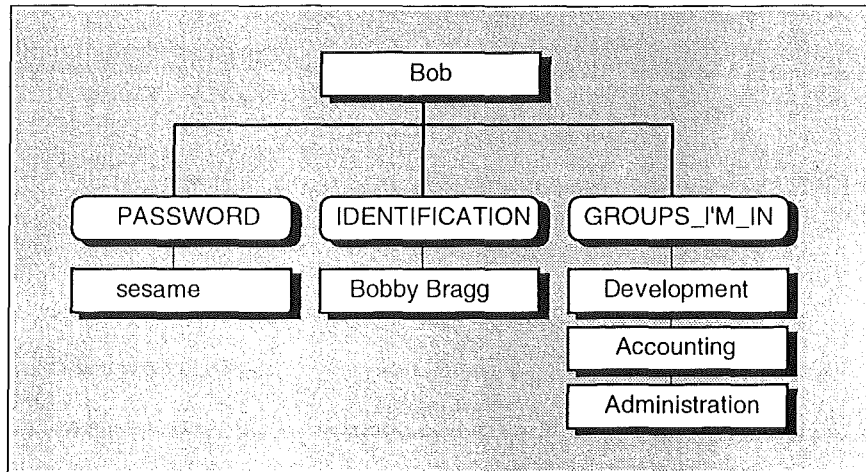 Bob
PASSWORD
IDENTIFICATION
GROUPS_I'M_IN
sesame
Bobby Bragg
Development
Accounting
Administration